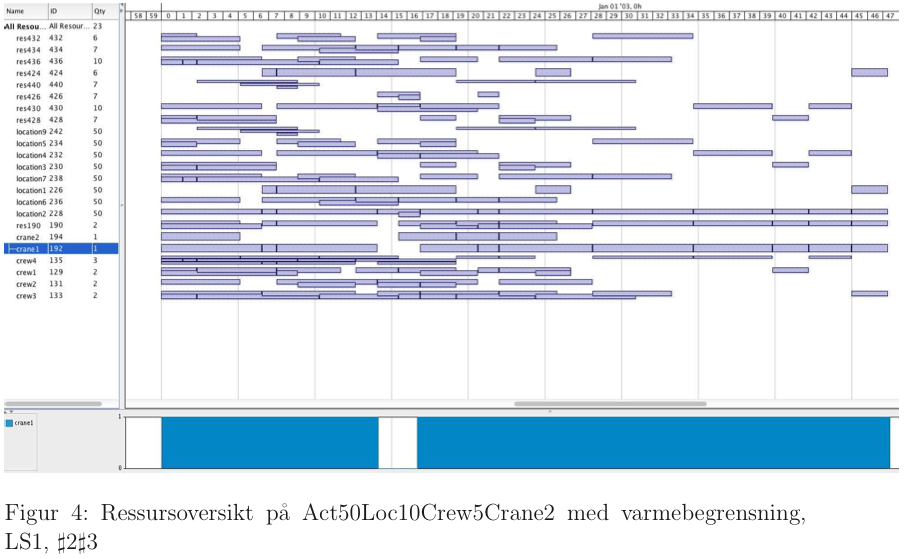 Jan 01 '03, 0h
Name ID Qty
58 59 0 1 2 3 4 5 6 7 8 9 10 11 12 13 14 15 16 17 18 19 20 21 22 23 24 25 26 27 28 29 30 31 32 33 34 35 36 37 38 39 40 41 42 43 44 45 46 47
All Resou... All Resour... 23
res432 432 6
res434 434 7
res436 436 10
res424 424 6
res440 440 7
res426 426 7
res430 430 10
res428 428 7
location9 242 50
location5 234 50
location4 232 50
location3 230 50
location7 238 50
location1 226 50
location6 236 50
location2 228 50
res190 190 2
crane2 194 1
crane1 192 1
crew4 135 3
crew1 129 2
crew2 131 2
crew3 133 2
crane1
1
0
Figur 4: Ressursoversikt på Act50Loc10Crew5Crane2 med varmebegrensning,
LS1, ♯2♯3